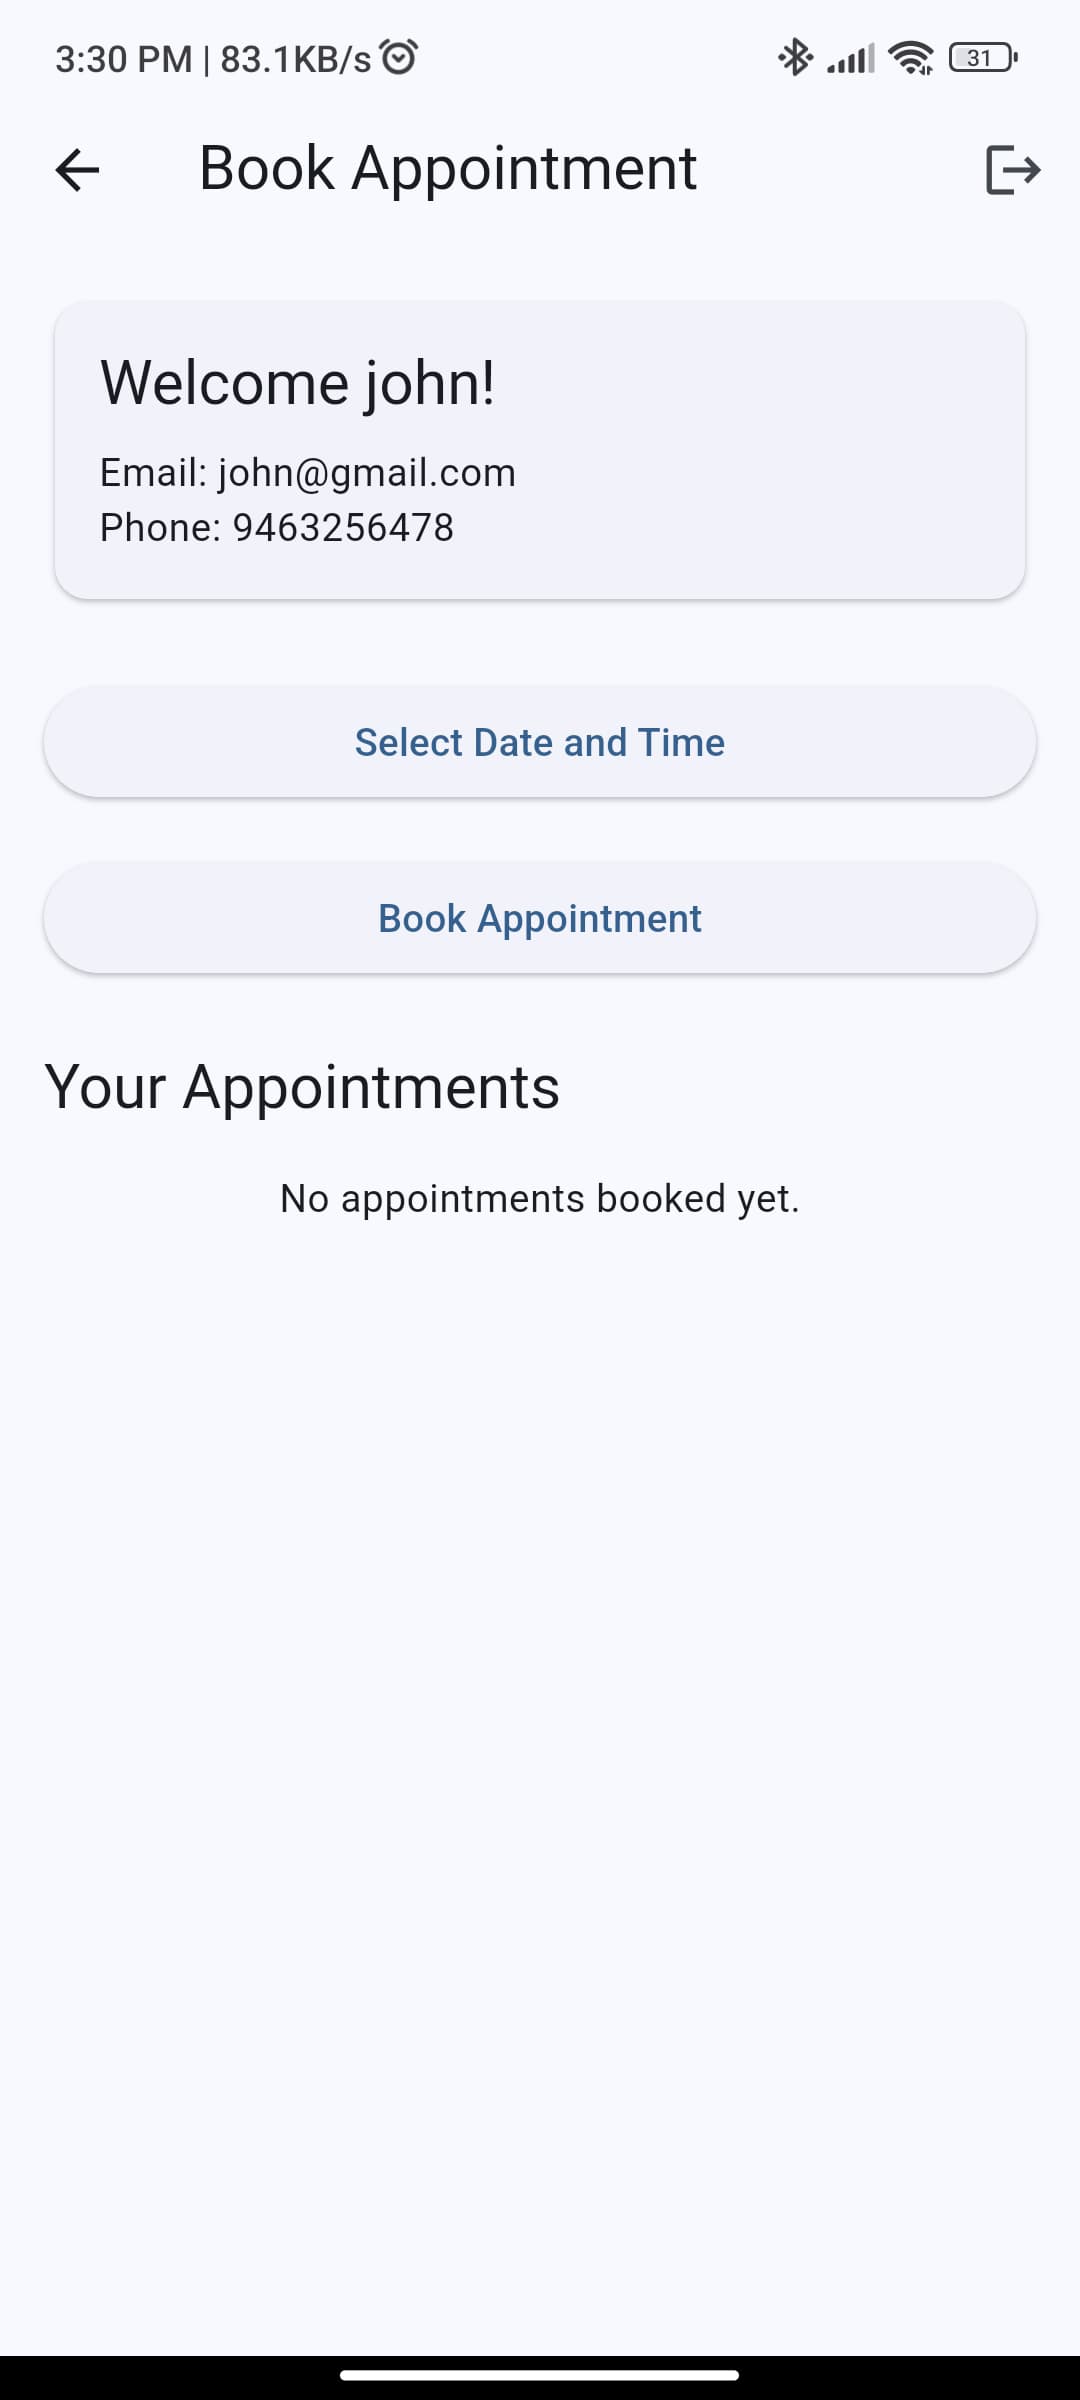 3:30 PM | 83.1KB/s
31
Book Appointment
Welcome john!
Email: john@gmail.com
Phone: 9463256478
Select Date and Time
Book Appointment
Your Appointments
No appointments booked yet.